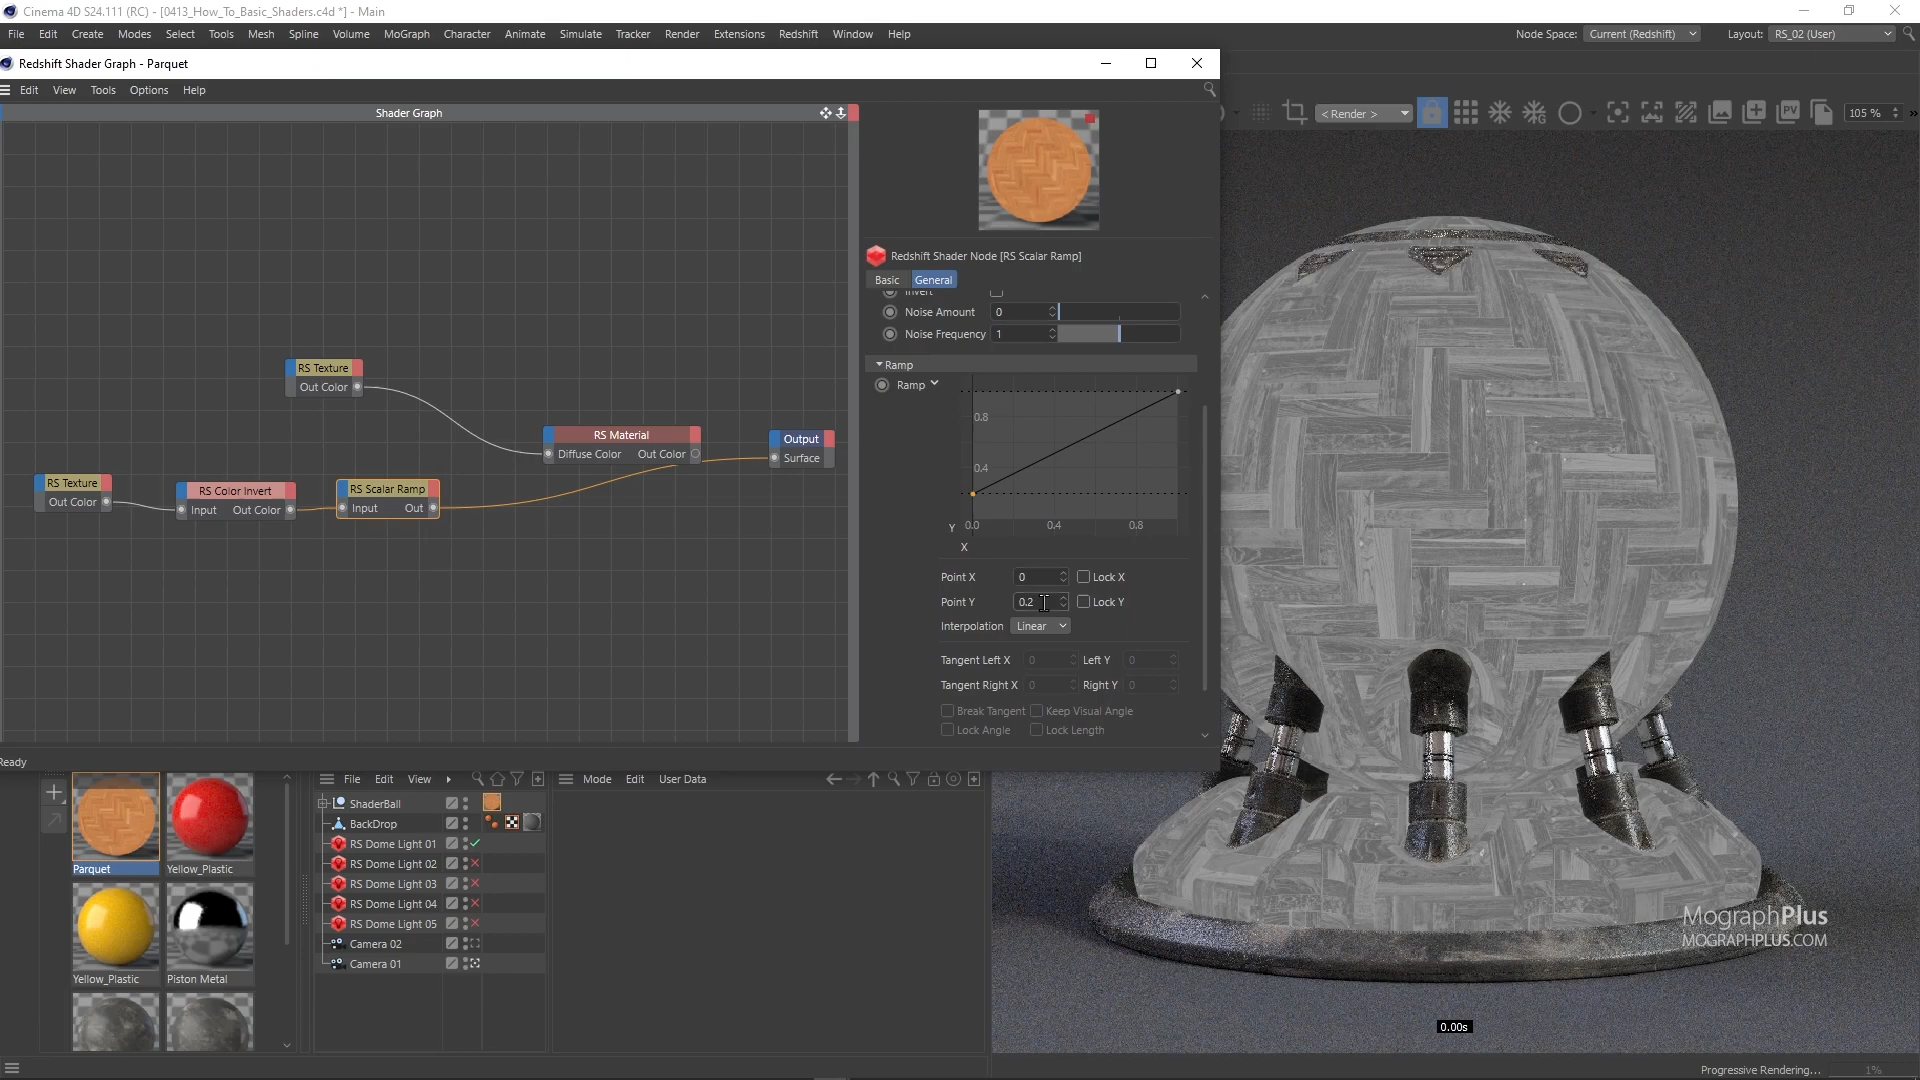 Cinema 4D S24.111 (RC) - [0413_How_To_Basic_Shaders.c4d *] - Main
File Edit Create Modes Select Tools Mesh Spline Volume MoGraph Character Animate Simulate Tracker Render Extensions Redshift Window Help Node Space: Current (Redshift) Layout: RS_02 (User)
Redshift Shader Graph - Parquet
Edit View Tools Options Help
Shader Graph
< Render >
PV
105 %
Redshift Shader Node [RS Scalar Ramp]
Basic General
Invert
Noise Amount 0
Noise Frequency 1
Ramp
Ramp
0.8
0.4
Y 0.0 0.4 0.8
X
Point X 0 Lock X
Point Y 0.2 Lock Y
Interpolation Linear
Tangent Left X 0 Left Y 0
Tangent Right X 0 Right Y 0
Break Tangent Keep Visual Angle
Lock Angle Lock Length
RS Texture
Out Color
RS Material
Diffuse Color Out Color
Output
Surface
RS Texture
Out Color
RS Color Invert
Input Out Color
RS Scalar Ramp
Input Out
Ready
Parquet
Yellow_Plastic
Yellow_Plastic
Piston Metal
File Edit View
ShaderBall
BackDrop
RS Dome Light 01
RS Dome Light 02
RS Dome Light 03
RS Dome Light 04
RS Dome Light 05
Camera 02
Camera 01
Mode Edit User Data
MographPlus
MOGRAPHPLUS.COM
0.00s
Progressive Rendering... 1%